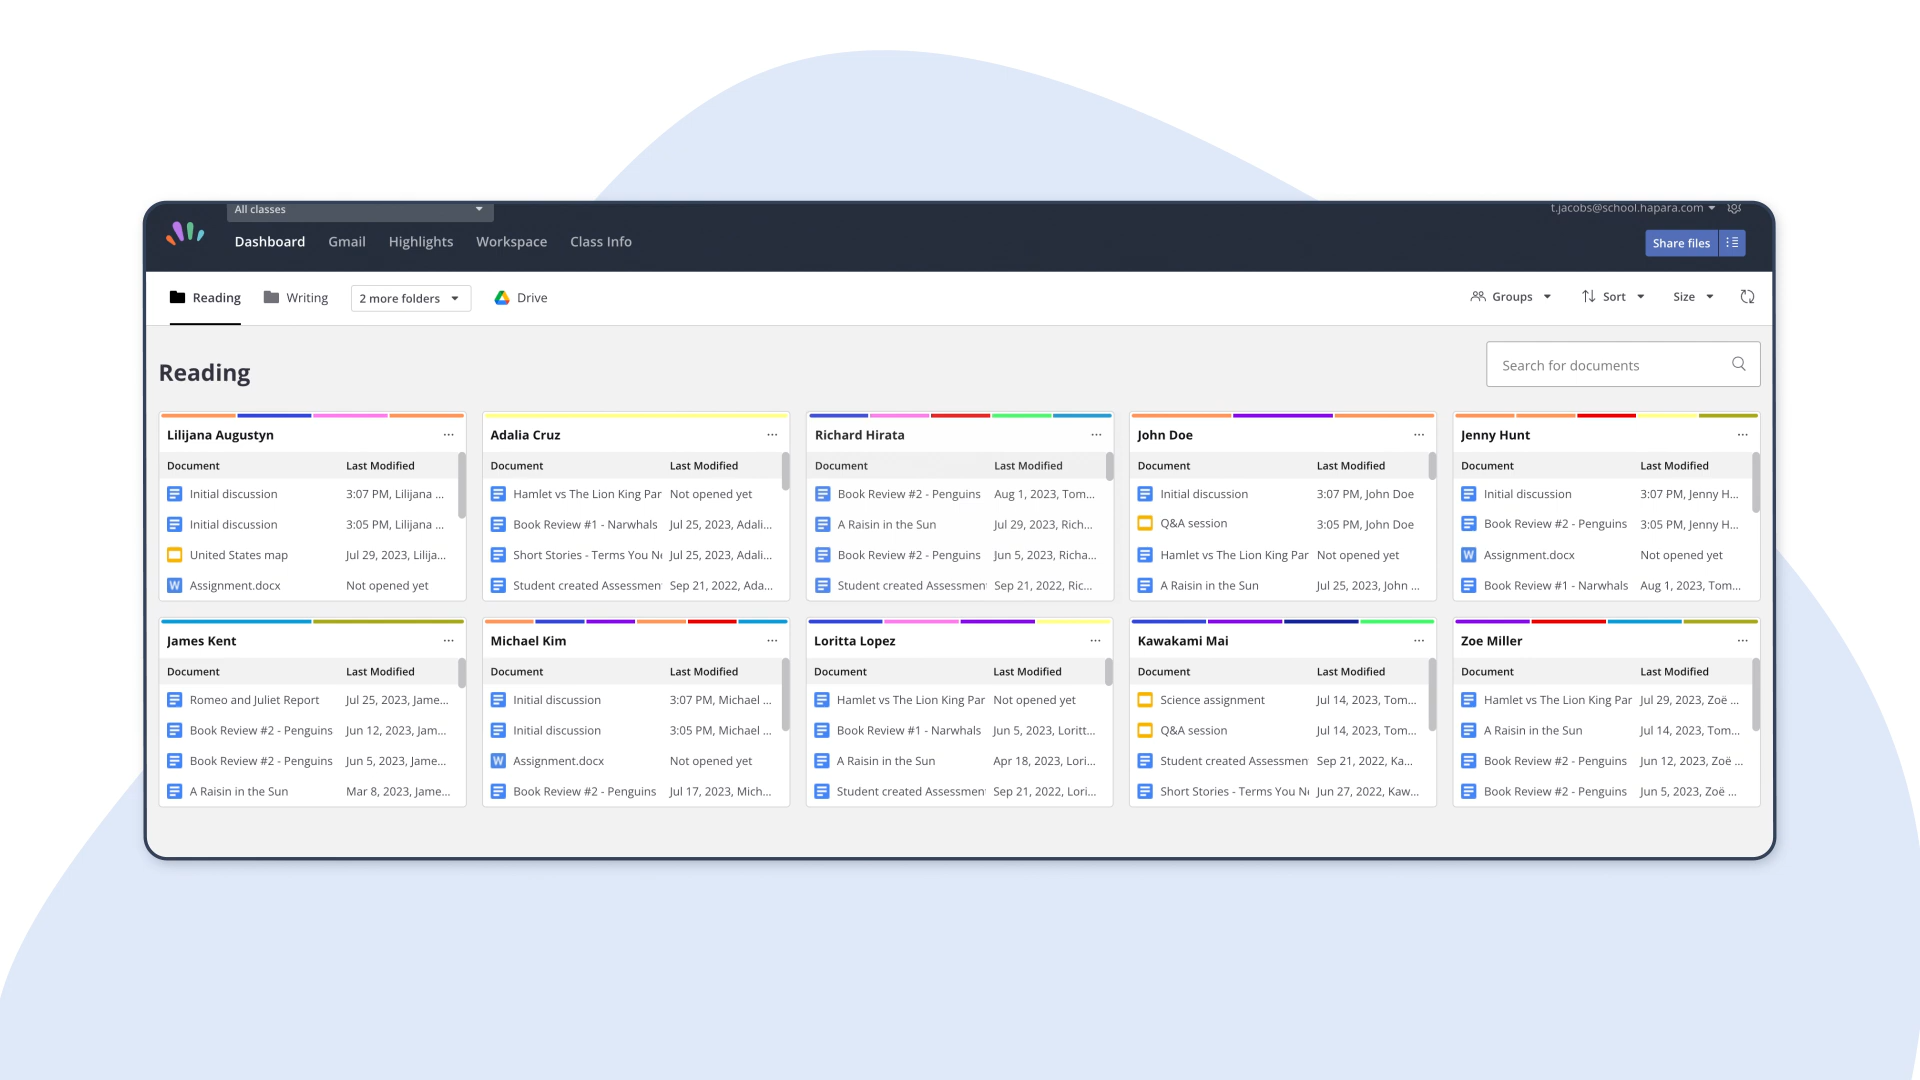 All classes
t.jacobs@school.hapara.com
Dashboard Gmail Highlights Workspace Class Info
Share files
Reading Writing 2 more folders Drive
Groups Sort Size
Reading
Search for documents
Lilijana Augustyn ...
Document Last Modified
Initial discussion 3:07 PM, Lilijana ...
Initial discussion 3:05 PM, Lilijana ...
United States map Jul 29, 2023, Lilija...
W Assignment.docx Not opened yet
Adalia Cruz ...
Document Last Modified
Hamlet vs The Lion King Par Not opened yet
Book Review #1 - Narwhals Jul 25, 2023, Adali...
Short Stories - Terms You Ne Jul 25, 2023, Adali...
Student created Assessmen Sep 21, 2022, Ada...
Richard Hirata ...
Document Last Modified
Book Review #2 - Penguins Aug 1, 2023, Tom...
A Raisin in the Sun Jul 29, 2023, Rich...
Book Review #2 - Penguins Jun 5, 2023, Richa...
Student created Assessmen Sep 21, 2022, Ric...
John Doe ...
Document Last Modified
Initial discussion 3:07 PM, John Doe
Q&A session 3:05 PM, John Doe
Hamlet vs The Lion King Par Not opened yet
A Raisin in the Sun Jul 25, 2023, John ...
Jenny Hunt ...
Document Last Modified
Initial discussion 3:07 PM, Jenny H...
Book Review #2 - Penguins 3:05 PM, Jenny H...
W Assignment.docx Not opened yet
Book Review #1 - Narwhals Aug 1, 2023, Tom...
James Kent ...
Document Last Modified
Romeo and Juliet Report Jul 25, 2023, Jame...
Book Review #2 - Penguins Jun 12, 2023, Jam...
Book Review #2 - Penguins Jun 5, 2023, Jame...
A Raisin in the Sun Mar 8, 2023, Jame...
Michael Kim ...
Document Last Modified
Initial discussion 3:07 PM, Michael ...
Initial discussion 3:05 PM, Michael ...
W Assignment.docx Not opened yet
Book Review #2 - Penguins Jul 17, 2023, Mich...
Loritta Lopez ...
Document Last Modified
Hamlet vs The Lion King Par Not opened yet
Book Review #1 - Narwhals Jun 5, 2023, Loritt...
A Raisin in the Sun Apr 18, 2023, Lori...
Student created Assessmen Sep 21, 2022, Lori...
Kawakami Mai ...
Document Last Modified
Science assignment Jul 14, 2023, Tom...
Q&A session Jul 14, 2023, Tom...
Student created Assessmen Sep 21, 2022, Ka...
Short Stories - Terms You Ne Jun 27, 2022, Kaw...
Zoe Miller ...
Document Last Modified
Hamlet vs The Lion King Par Jul 29, 2023, Zoë ...
A Raisin in the Sun Jul 14, 2023, Tom...
Book Review #2 - Penguins Jun 12, 2023, Zoë ...
Book Review #2 - Penguins Jun 5, 2023, Zoë ...